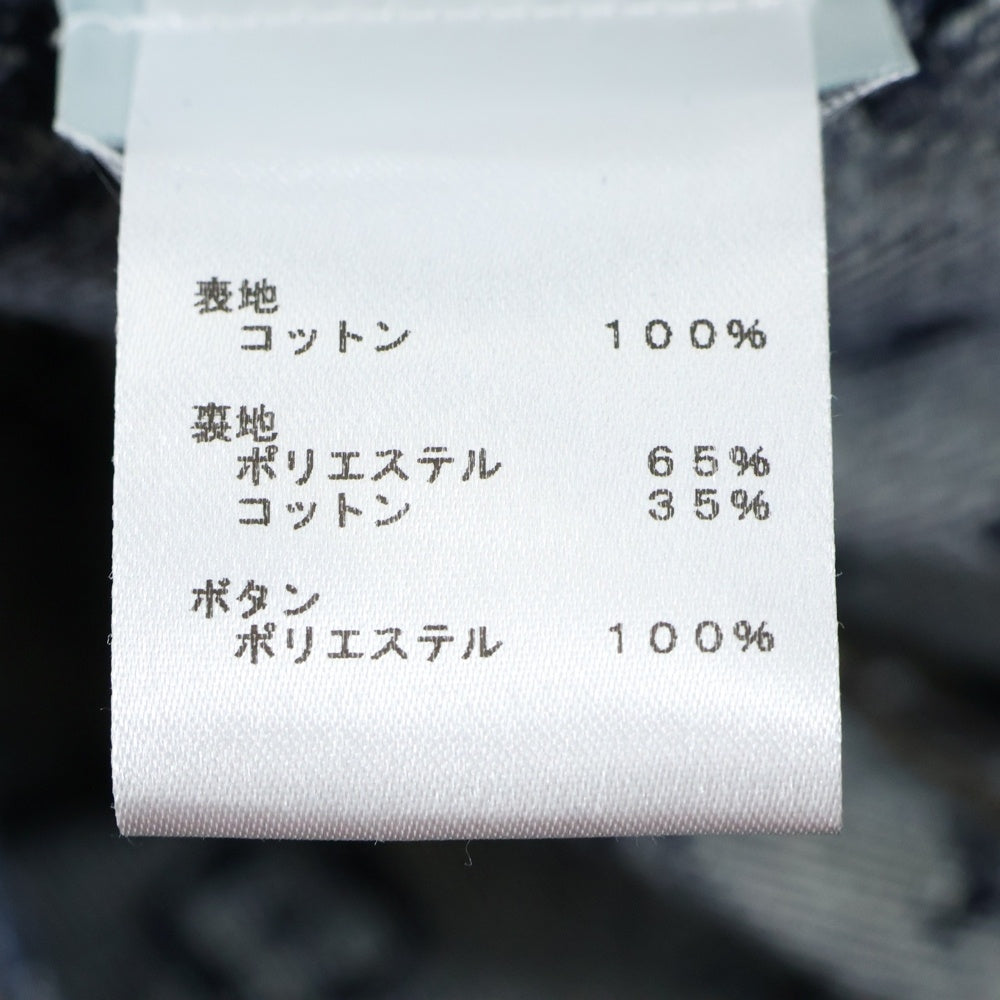 表地
コットン 100%
裏地
ポリエステル 65%
コットン 35%
ボタン
ポリエステル 100%